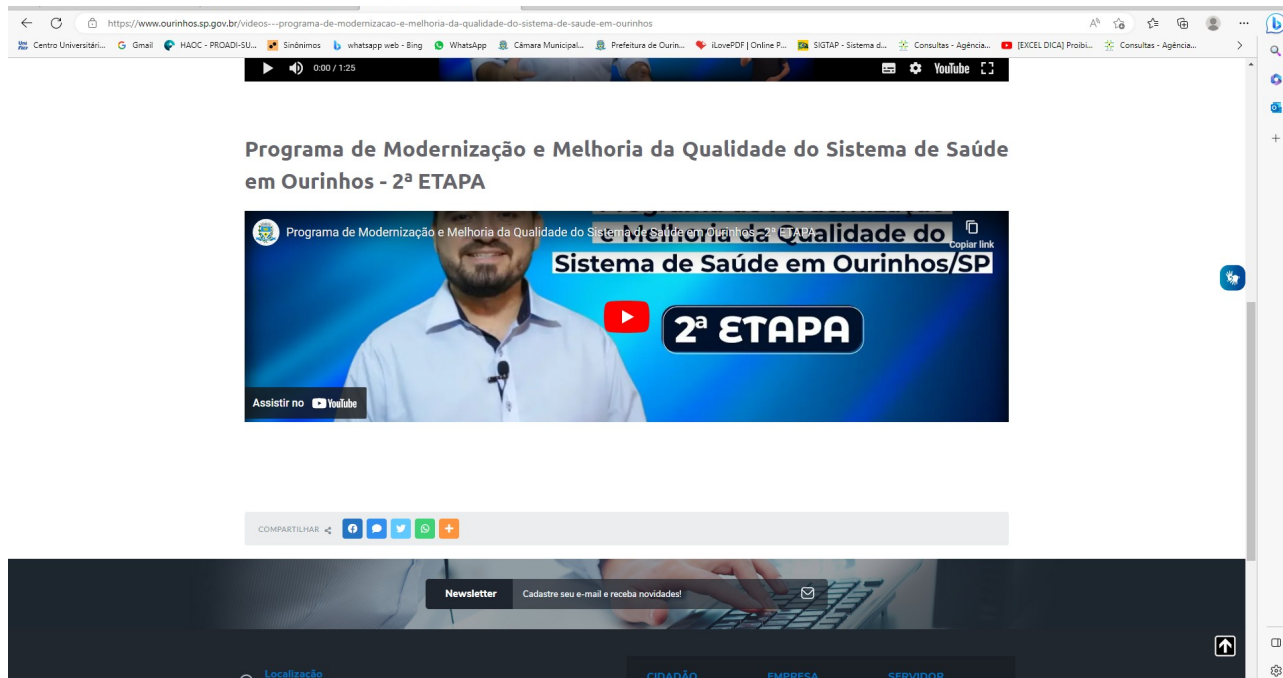 https://www.ourinhos.sp.gov.br/videos---programa-de-modernizacao-e-melhoria-da-qualidade-do-sistema-de-saude-em-ourinhos
Centro Universitári... Gmail HAOC - PROADI-SU... Sinônimos whatsapp web - Bing WhatsApp Câmara Municipal... Prefeitura de Ourin... iLovePDF | Online P... SIGTAP - Sistema d... Consultas - Agência... [EXCEL DICA] Proibi... Consultas - Agência...
0:00 / 1:25 YouTube
Programa de Modernização e Melhoria da Qualidade do Sistema de Saúde
em Ourinhos - 2ª ETAPA
Programa de Modernização e Melhoria da Qualidade do Sistema de Saúde em Ourinhos - 2ª ETAPA
e Melhoria da Qualidade do
Copiar link
Sistema de Saúde em Ourinhos/SP
2ª ETAPA
Assistir no YouTube
COMPARTILHAR
Newsletter Cadastre seu e-mail e receba novidades!
Localização CIDADÃO EMPRESA SERVIDOR